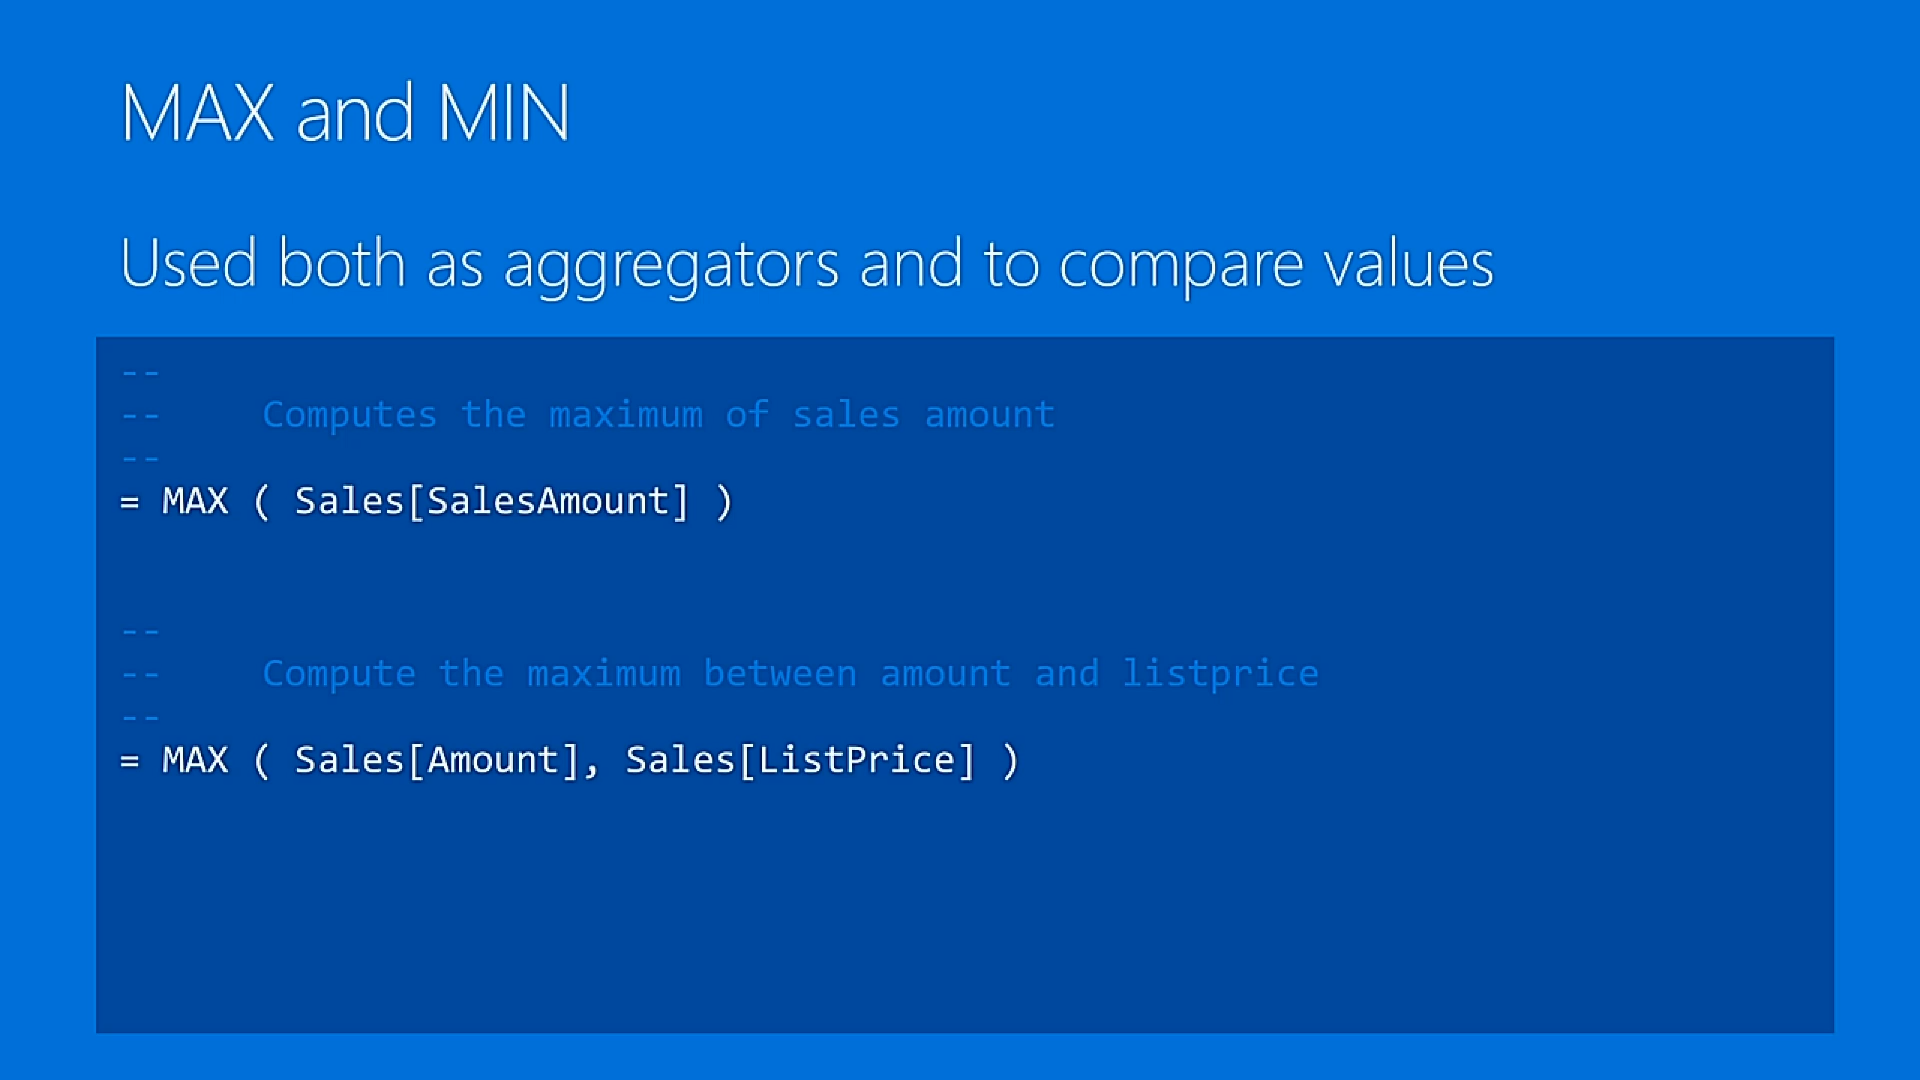 MAX and MIN
Used both as aggregators and to compare values
--
-- Computes the maximum of sales amount
--
= MAX ( Sales[SalesAmount] )
--
-- Compute the maximum between amount and listprice
--
= MAX ( Sales[Amount], Sales[ListPrice] )